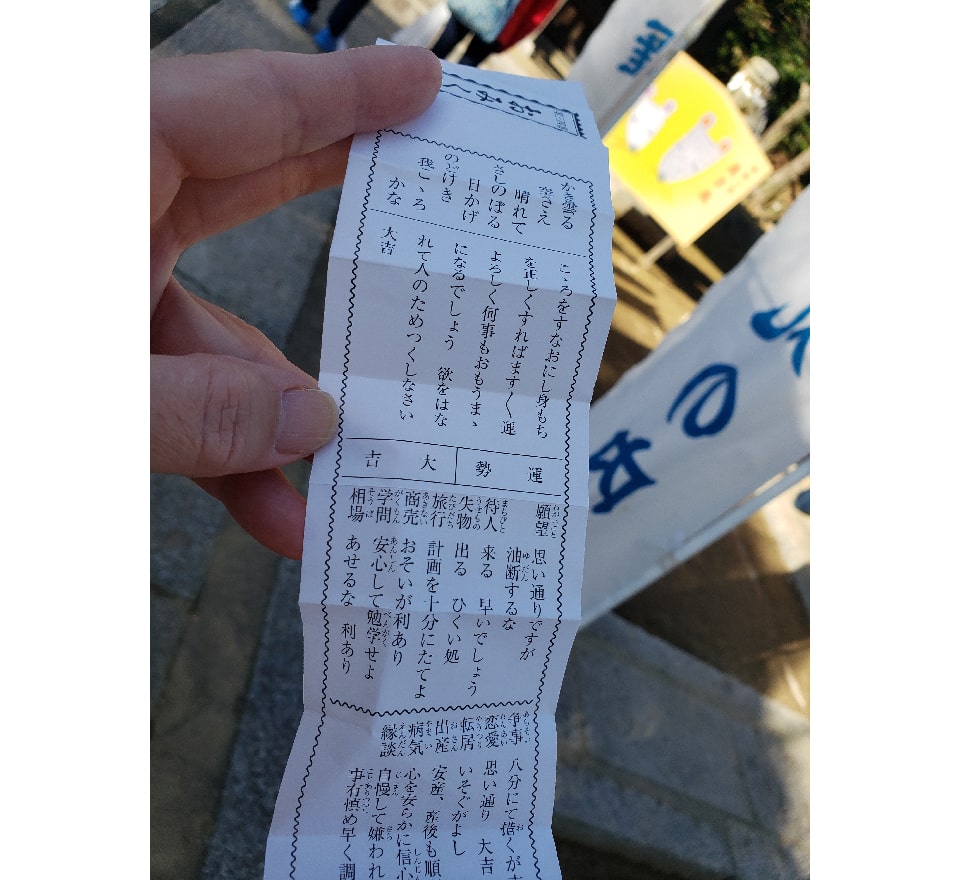 おみくじ
かき曇る
空さえ
晴れて
さしのぼる
日かげ
のどけき
我こゝろ
かな
こゝろをすなおにし身もち
を正しくすればますく運
よろしく何事もおもうまゝ
になるでしょう 欲をはな
れて人のためつくしなさい
大吉
運勢
大吉
願望 思い通りですが
油断するな
待人 来る 早いでしょう
失物 出る ひくい処
旅行 計画を十分にたてよ
商売 おそいが利あり
学問 安心して勉学せよ
相場 あせるな 利あり
争事 八分にて借くが
恋愛 思い通り 大吉
転居 いそぐがよし
出産 安産、産後も順
病気 心を安らかに信心
縁談 自慢して嫌われ
事右慎め早く調